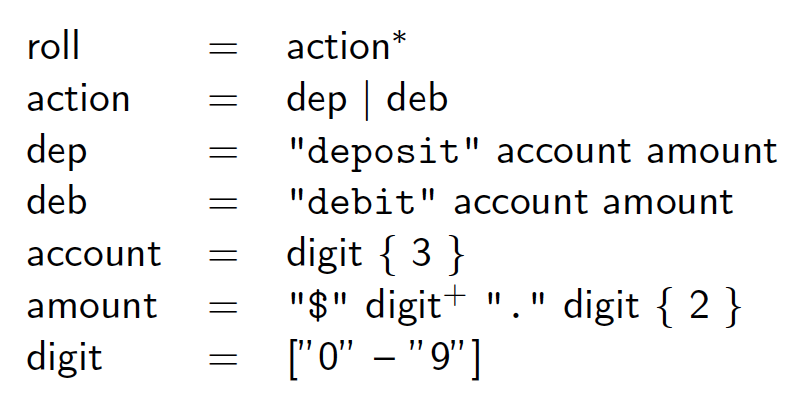 roll = action*
action = dep | deb
dep = "deposit" account amount
deb = "debit" account amount
account = digit { 3 }
amount = "$" digit⁺ "." digit { 2 }
digit = ["0" – "9"]